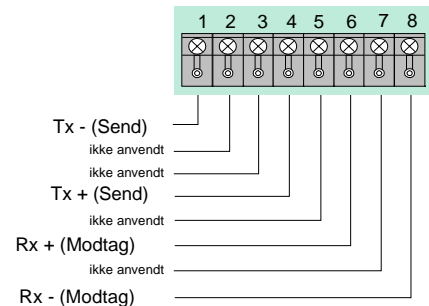 1 2 3 4 5 6 7 8
Tx - (Send)
ikke anvendt
ikke anvendt
Tx + (Send)
ikke anvendt
Rx + (Modtag)
ikke anvendt
Rx - (Modtag)